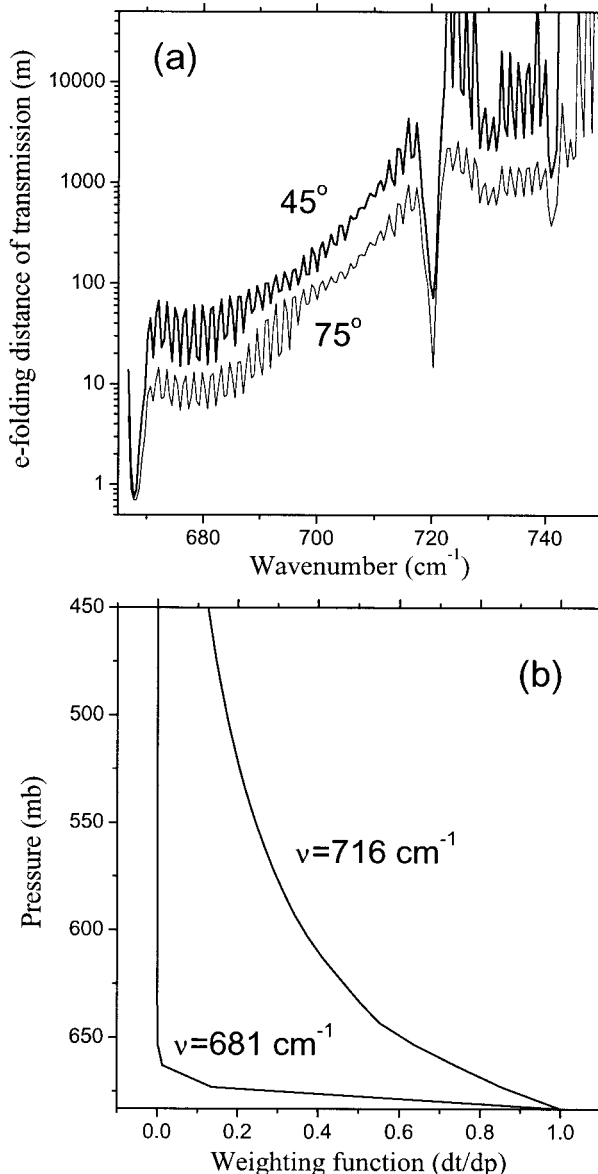 (a)
10000
1000
100
10
1
e-folding distance of transmission (m)
45°
75°
680
700
720
740
Wavenumber (cm⁻¹)
(b)
450
500
550
600
650
Pressure (mb)
ν=716 cm⁻¹
ν=681 cm⁻¹
0.0
0.2
0.4
0.6
0.8
1.0
Weighting function (dt/dp)